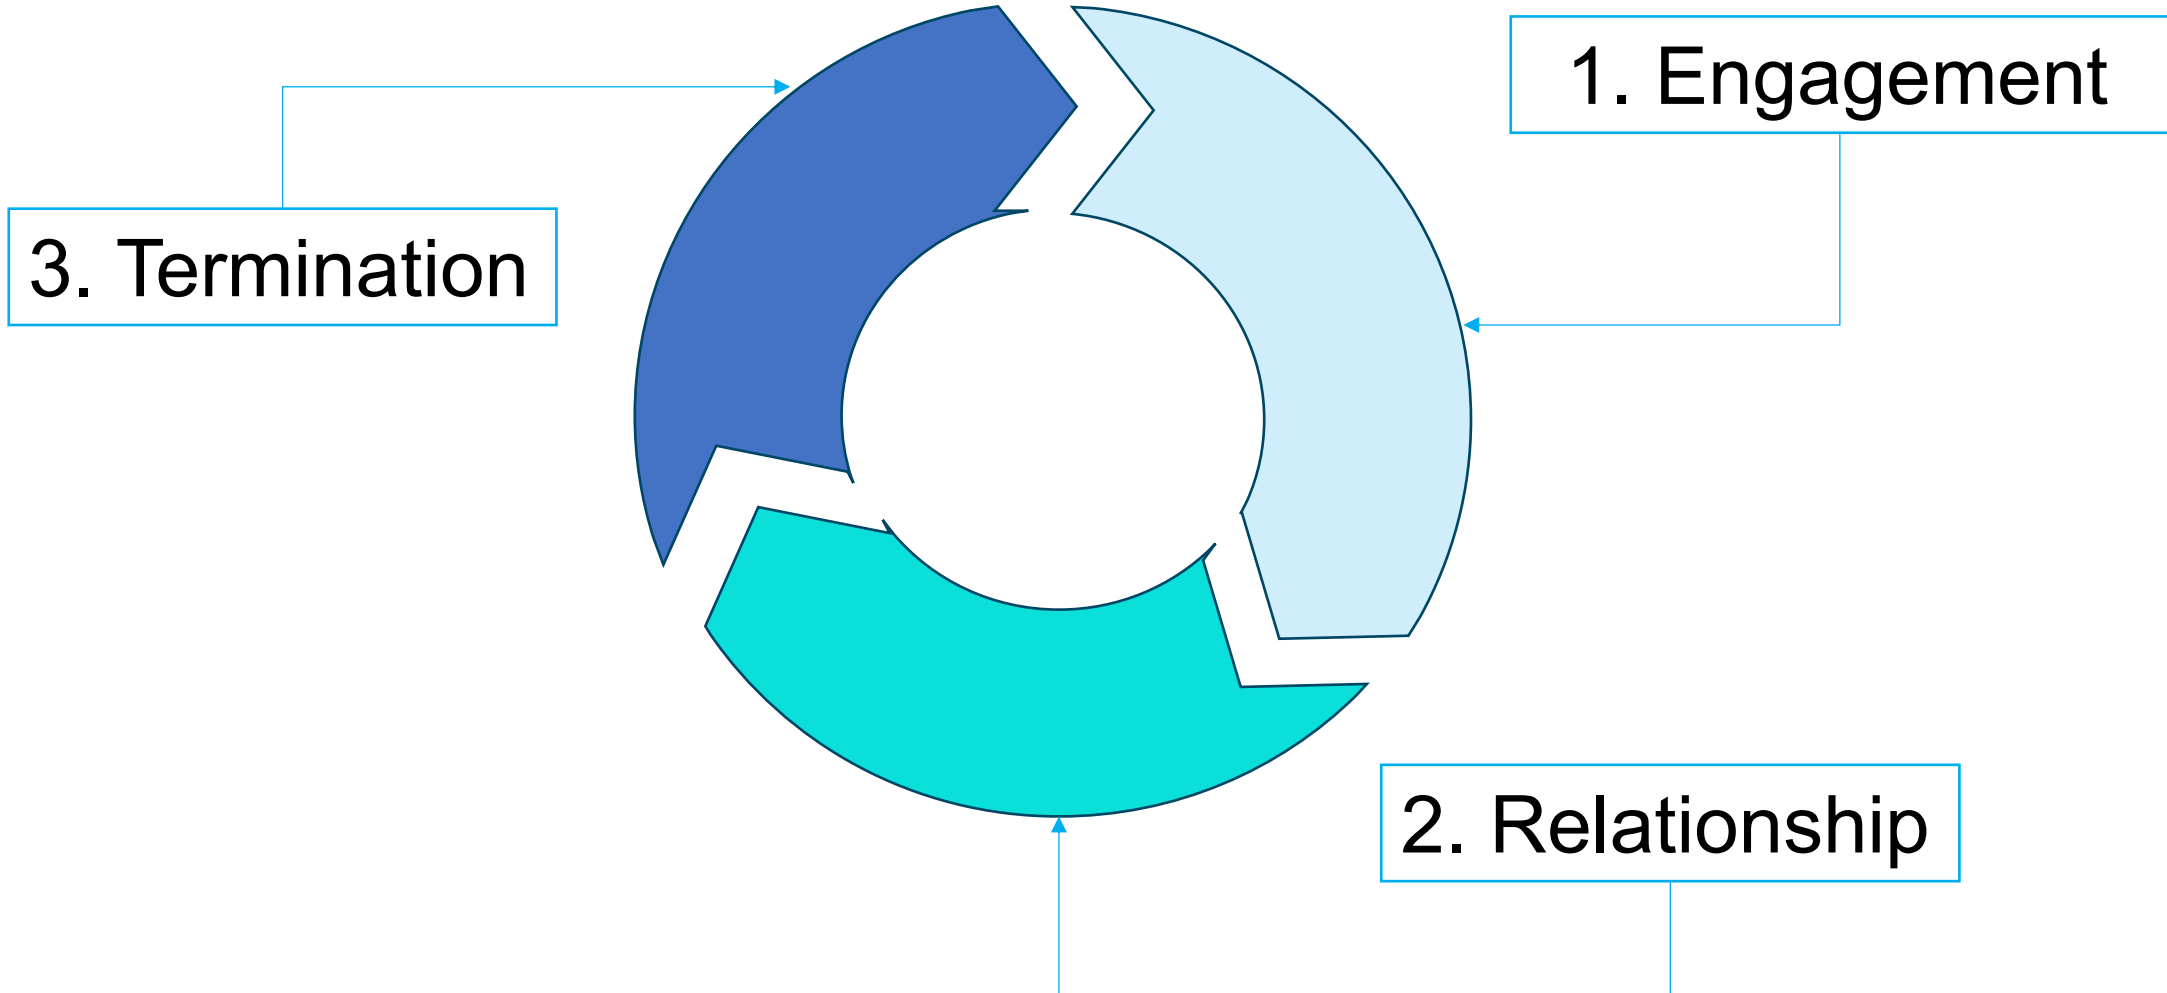 1. Engagement
3. Termination
2. Relationship